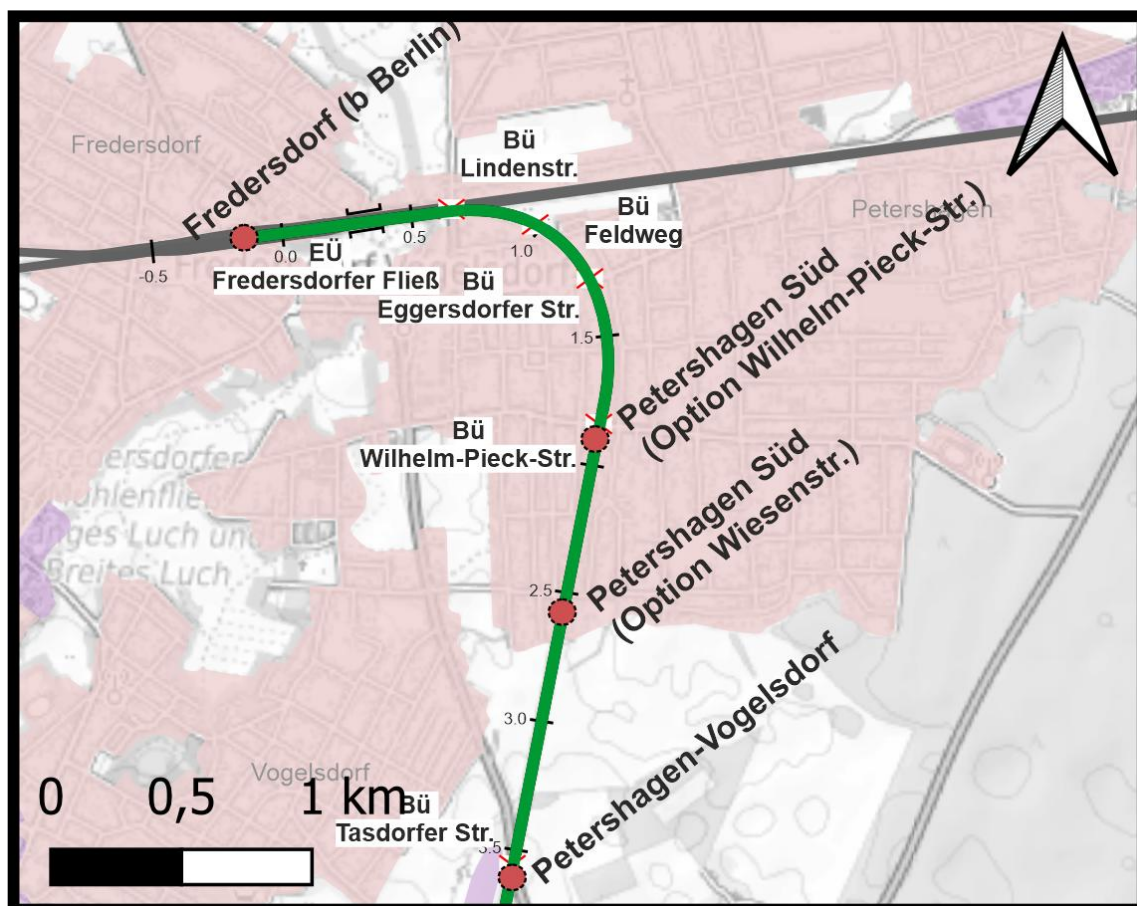 Fredersdorf (b Berlin)
Fredersdorf
Bü
Lindenstr.
Bü
Feldweg
Petershagen
-0.5
0.0
0.5
1.0
EÜ
Fredersdorfer Fließ
Bü
Eggersdorfer Str.
1.5
Petershagen Süd
(Option Wilhelm-Pieck-Str.)
Bü
Wilhelm-Pieck-Str.
Petershagen Süd
(Option Wiesenstr.)
Breites Luch
2.5
3.0
Petershagen-Vogelsdorf
Vogelsdorf
0 0,5 1 km
Bü
Tasdorfer Str.
3.5